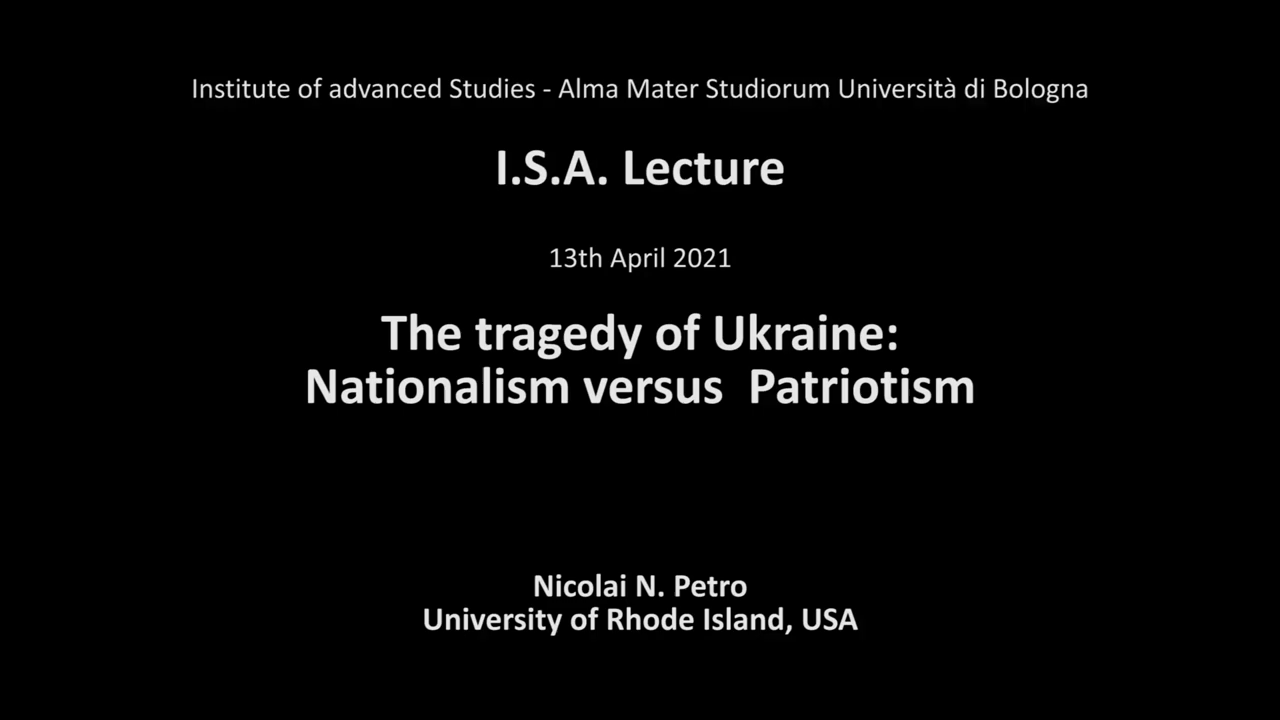 Institute of advanced Studies - Alma Mater Studiorum Università di Bologna
I.S.A. Lecture
13th April 2021
The tragedy of Ukraine:
Nationalism versus Patriotism
Nicolai N. Petro
University of Rhode Island, USA